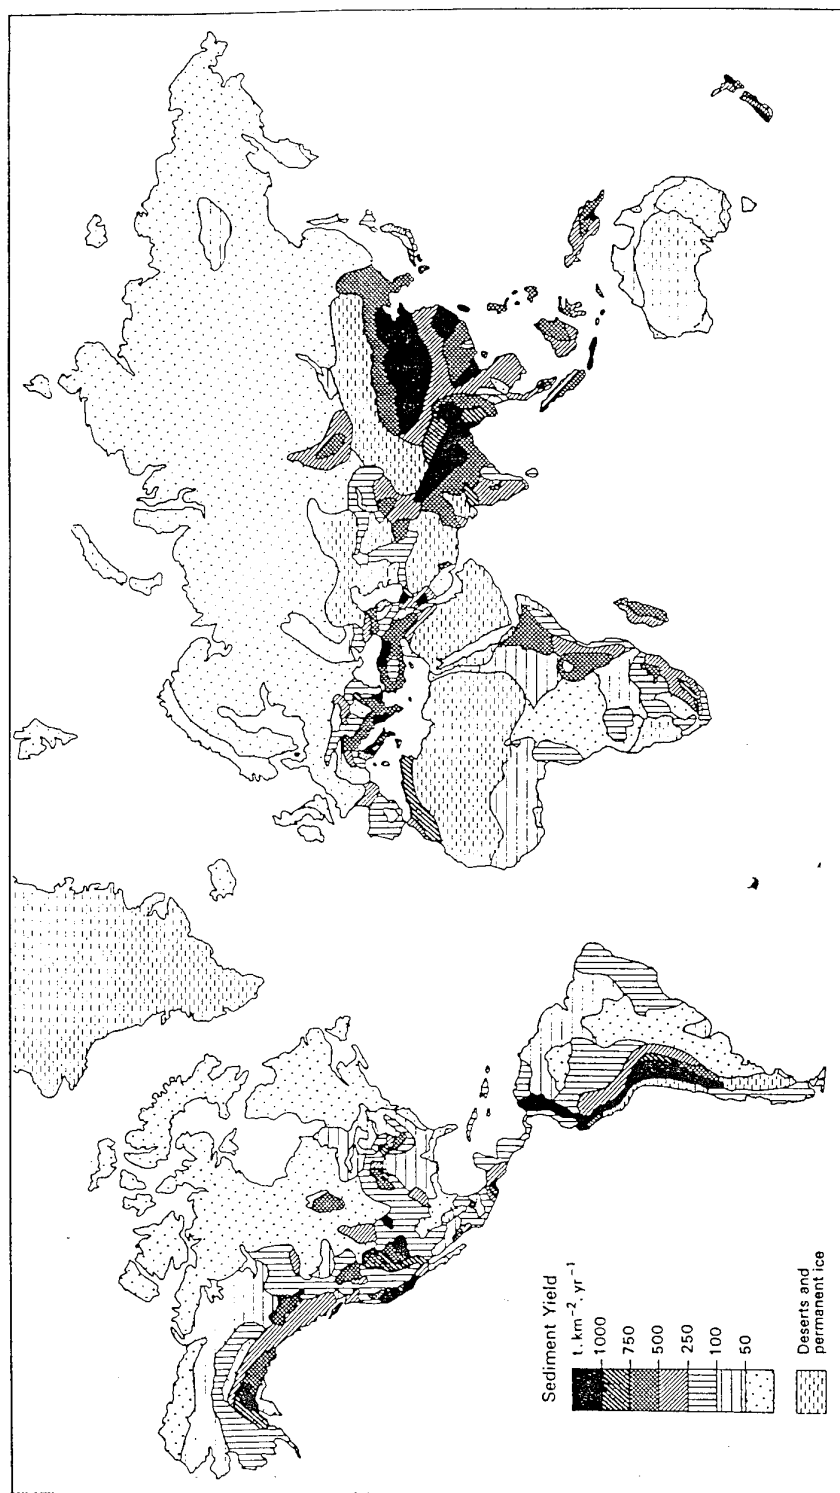 Sediment Yield
t. km⁻². yr⁻¹
1000
750
500
250
100
50
Deserts and
permanent ice